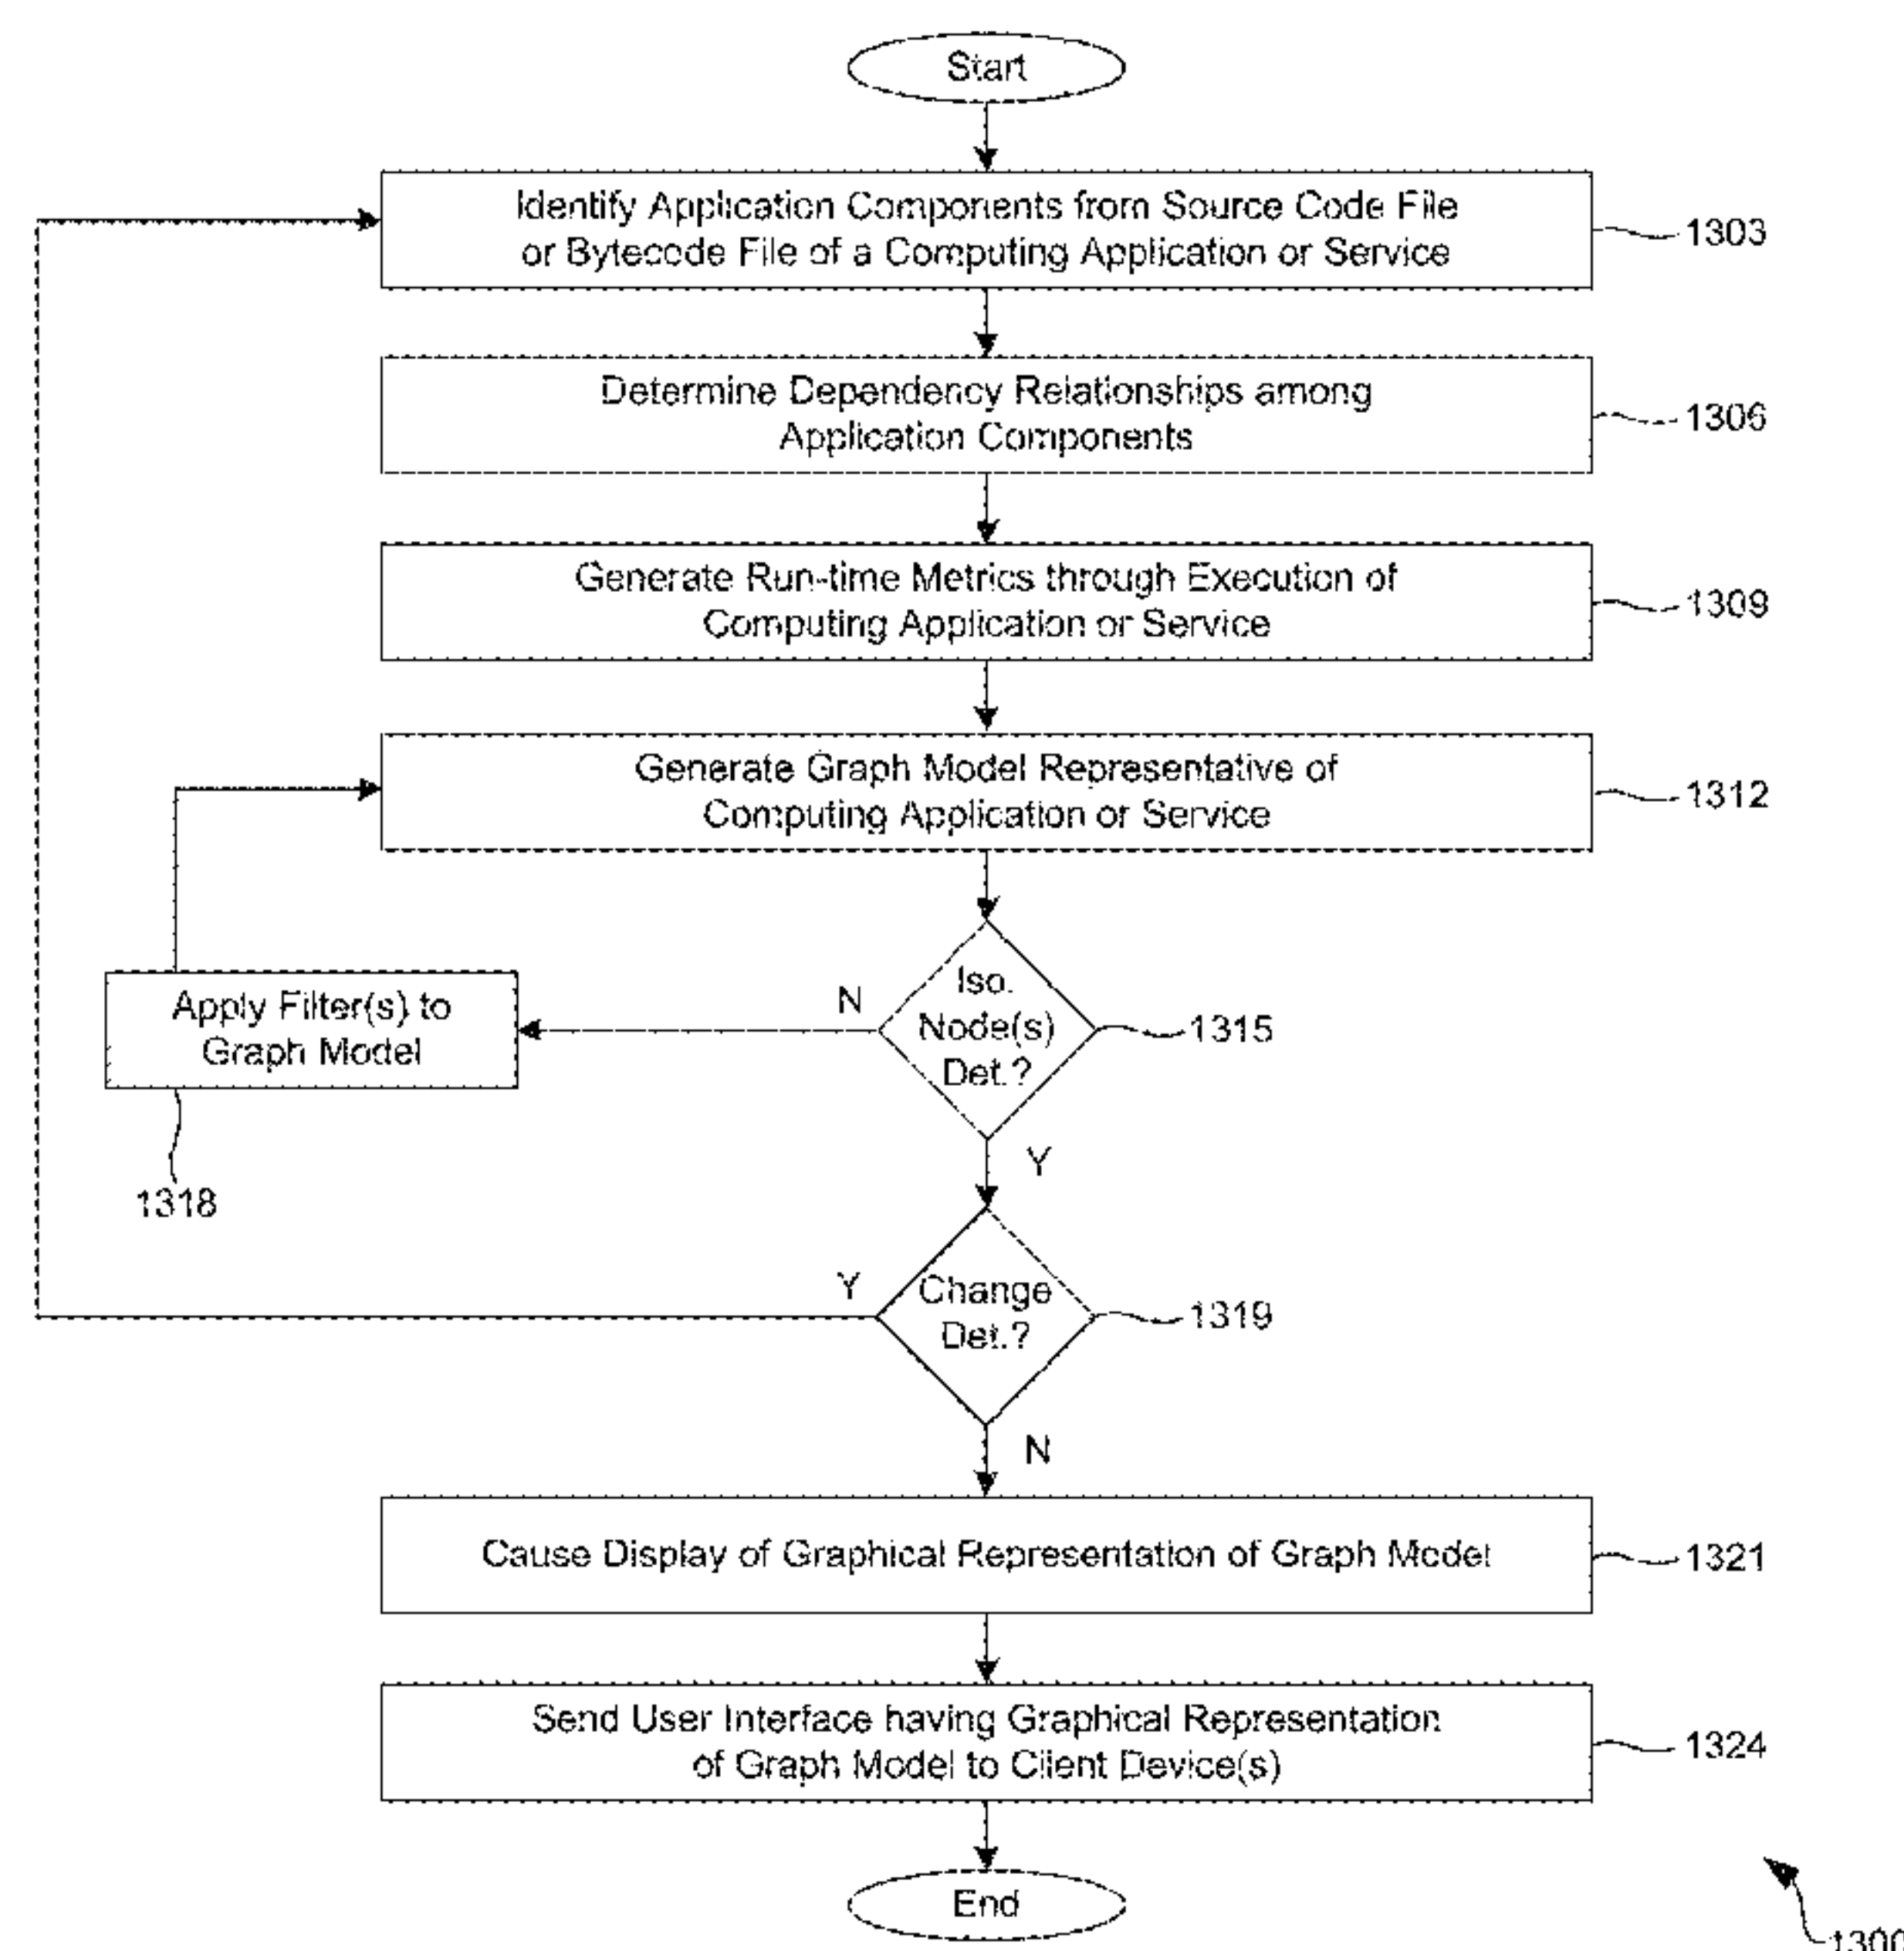 Start
Identify Application Components from Source Code File
or Bytecode File of a Computing Application or Service
1303
Determine Dependency Relationships among
Application Components
1306
Generate Run-time Metrics through Execution of
Computing Application or Service
1309
Generate Graph Model Representative of
Computing Application or Service
1312
Iso.
Node(s)
Det.?
1315
N
Apply Filter(s) to
Graph Model
1318
Y
Change
Det.?
1319
Y
N
Cause Display of Graphical Representation of Graph Model
1321
Send User Interface having Graphical Representation
of Graph Model to Client Device(s)
1324
End
1300